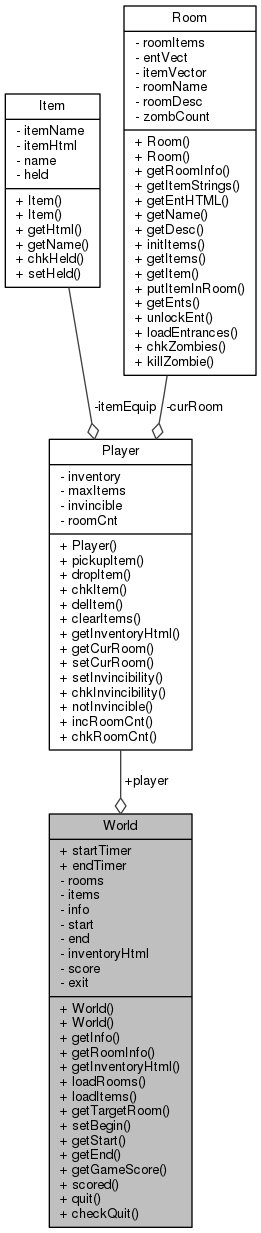 Room
- roomItems
- entVect
- itemVector
- roomName
- roomDesc
- zombCount
+ Room()
+ Room()
+ getRoomInfo()
+ getItemStrings()
+ getEntHTML()
+ getName()
+ getDesc()
+ initItems()
+ getItems()
+ getItem()
+ putItemInRoom()
+ getEnts()
+ unlockEnt()
+ loadEntrances()
+ chkZombies()
+ killZombie()
Item
- itemName
- itemHtml
- name
- held
+ Item()
+ Item()
+ getHtml()
+ getName()
+ chkHeld()
+ setHeld()
-itemEquip
-curRoom
Player
- inventory
- maxItems
- invincible
- roomCnt
+ Player()
+ pickupItem()
+ dropItem()
+ chkItem()
+ delItem()
+ clearItems()
+ getInventoryHtml()
+ getCurRoom()
+ setCurRoom()
+ setInvincibility()
+ chkInvincibility()
+ notInvincible()
+ incRoomCnt()
+ chkRoomCnt()
+player
World
+ startTimer
+ endTimer
- rooms
- items
- info
- start
- end
- inventoryHtml
- score
- exit
+ World()
+ World()
+ getInfo()
+ getRoomInfo()
+ getInventoryHtml()
+ loadRooms()
+ loadItems()
+ getTargetRoom()
+ setBegin()
+ getStart()
+ getEnd()
+ getGameScore()
+ scored()
+ quit()
+ checkQuit()